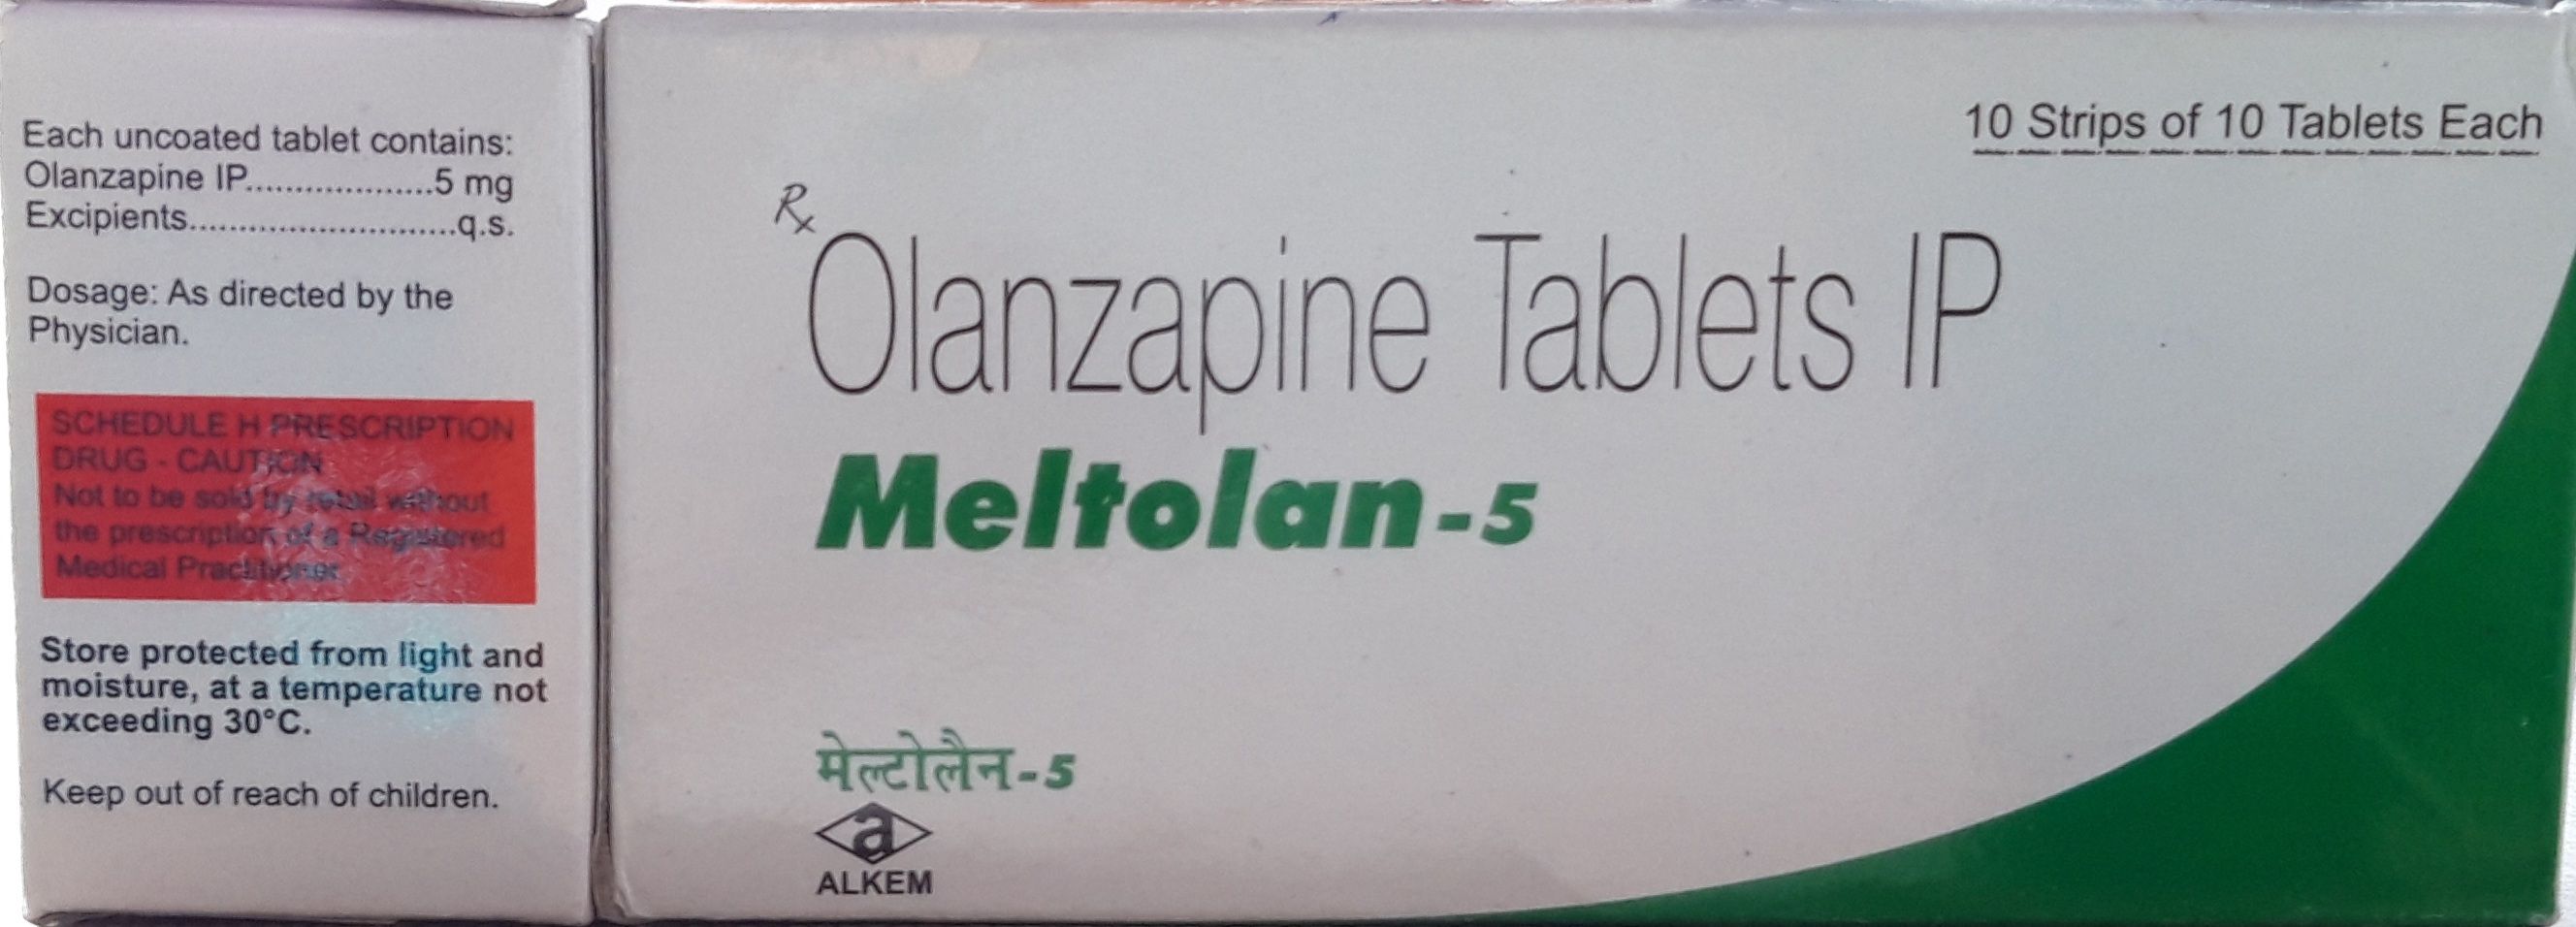 Each uncoated tablet contains:
Olanzapine IP...................5 mg
Excipients...........................q.s.
Dosage: As directed by the
Physician.
SCHEDULE H PRESCRIPTION
DRUG - CAUTION
Not to be sold by retail without
the prescription of a Registered
Medical Practitioner
Store protected from light and
moisture, at a temperature not
exceeding 30°C.
Keep out of reach of children.
10 Strips of 10 Tablets Each
Rx
Olanzapine Tablets IP
Meltolan-5
मेल्टोलैन-5
a
ALKEM